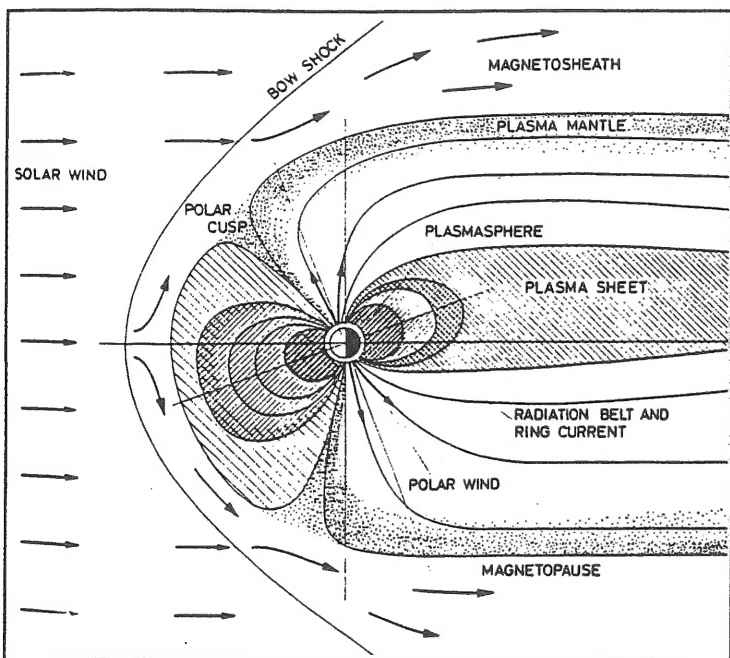 BOW SHOCK
MAGNETOSHEATH
PLASMA MANTLE
SOLAR WIND
POLAR
CUSP
PLASMASPHERE
PLASMA SHEET
RADIATION BELT AND
RING CURRENT
POLAR WIND
MAGNETOPAUSE